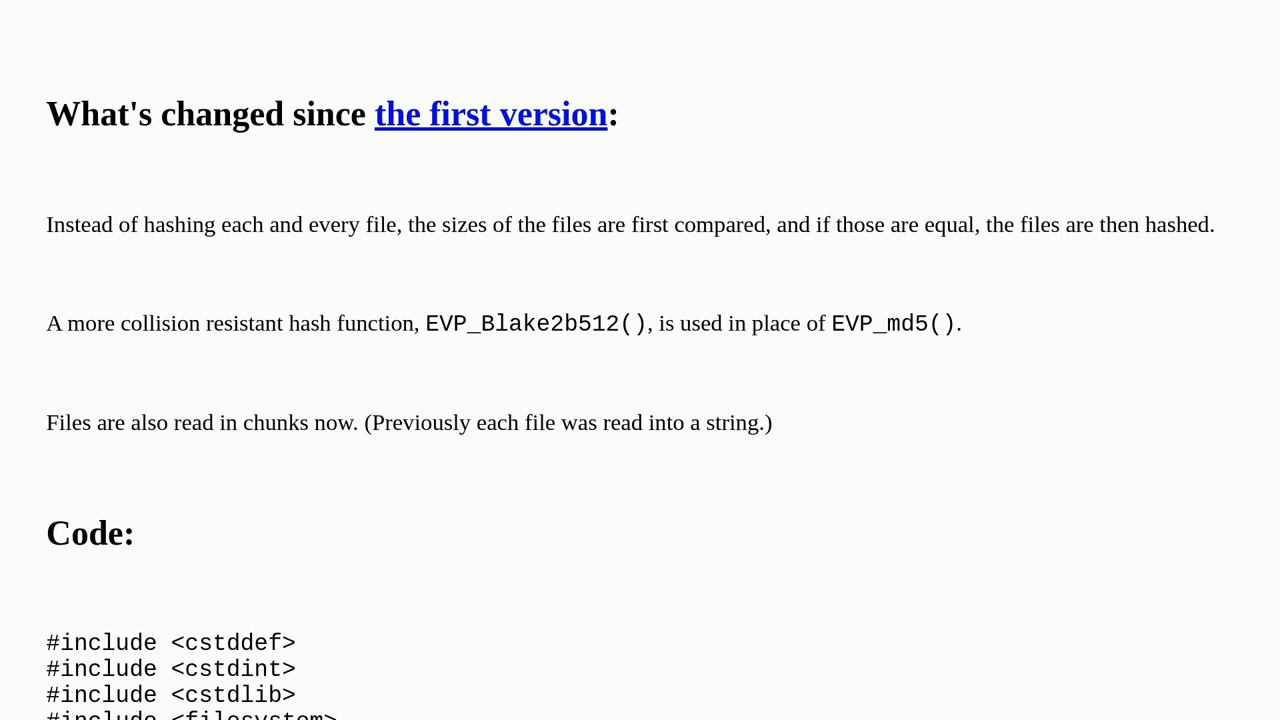 What's changed since the first version:
Instead of hashing each and every file, the sizes of the files are first compared, and if those are equal, the files are then hashed.
A more collision resistant hash function, EVP_Blake2b512(), is used in place of EVP_md5().
Files are also read in chunks now. (Previously each file was read into a string.)
Code:
#include <cstddef>
#include <cstdint>
#include <cstdlib>
#include <filesystem>